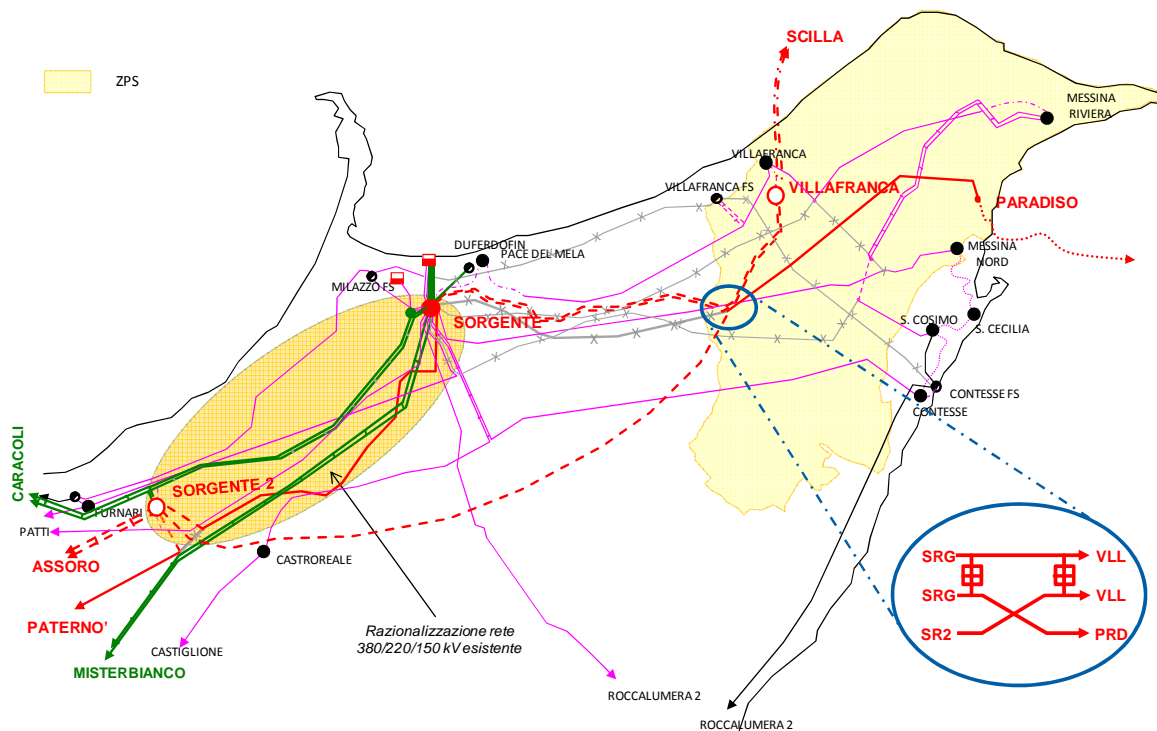 SCILLA
ZPS
MESSINA
RIVIERA
VILLAFRANCA
VILLAFRANCA FS
VILLAFRANCA
PARADISO
DUFERDOFIN
PACE DEL MELA
MESSINA
NORD
MILAZZO FS
SORGENTE
S. COSIMO
S. CECILIA
CONTESSE FS
CONTESSE
CARACOLI
SORGENTE 2
FURNARI
PATTI
ASSORO
CASTROREALE
PATERNO’
Razionalizzazione rete
380/220/150 kV esistente
MISTERBIANCO
CASTIGLIONE
ROCCALUMERA 2
ROCCALUMERA 2
SRG VLL
SRG VLL
SR2 PRD